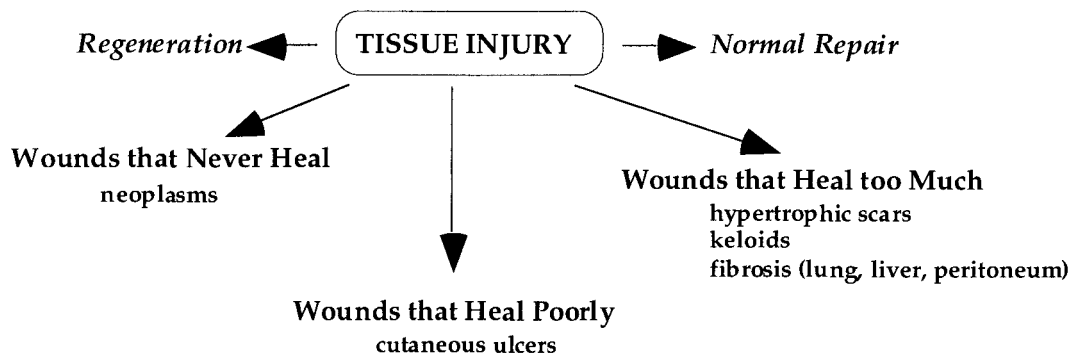 Regeneration
TISSUE INJURY
Normal Repair
Wounds that Never Heal
neoplasms
Wounds that Heal too Much
hypertrophic scars
keloids
fibrosis (lung, liver, peritoneum)
Wounds that Heal Poorly
cutaneous ulcers